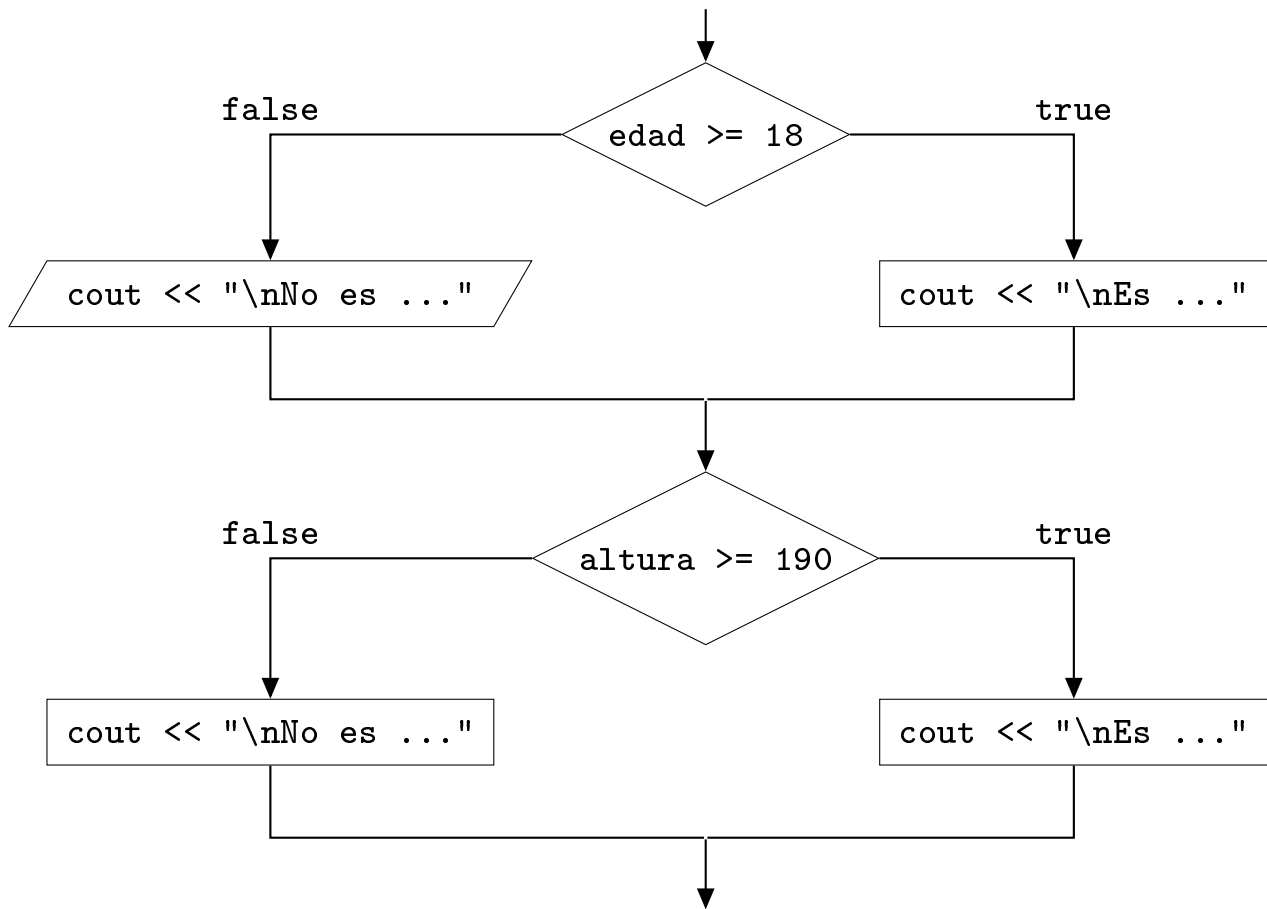 false
true
edad >= 18
cout << "\nNo es ..."
cout << "\nEs ..."
false
true
altura >= 190
cout << "\nNo es ..."
cout << "\nEs ..."